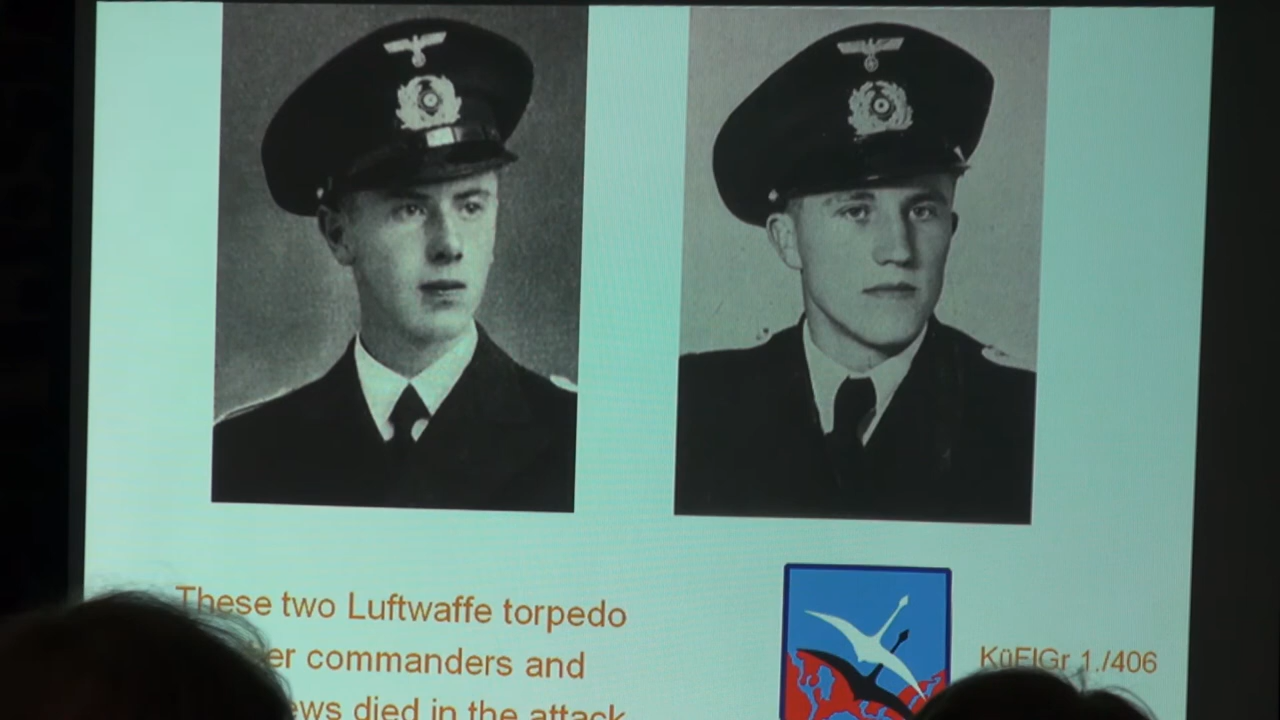 These two Luftwaffe torpedo
commanders and
died in the attack
KüFlGr 1./406